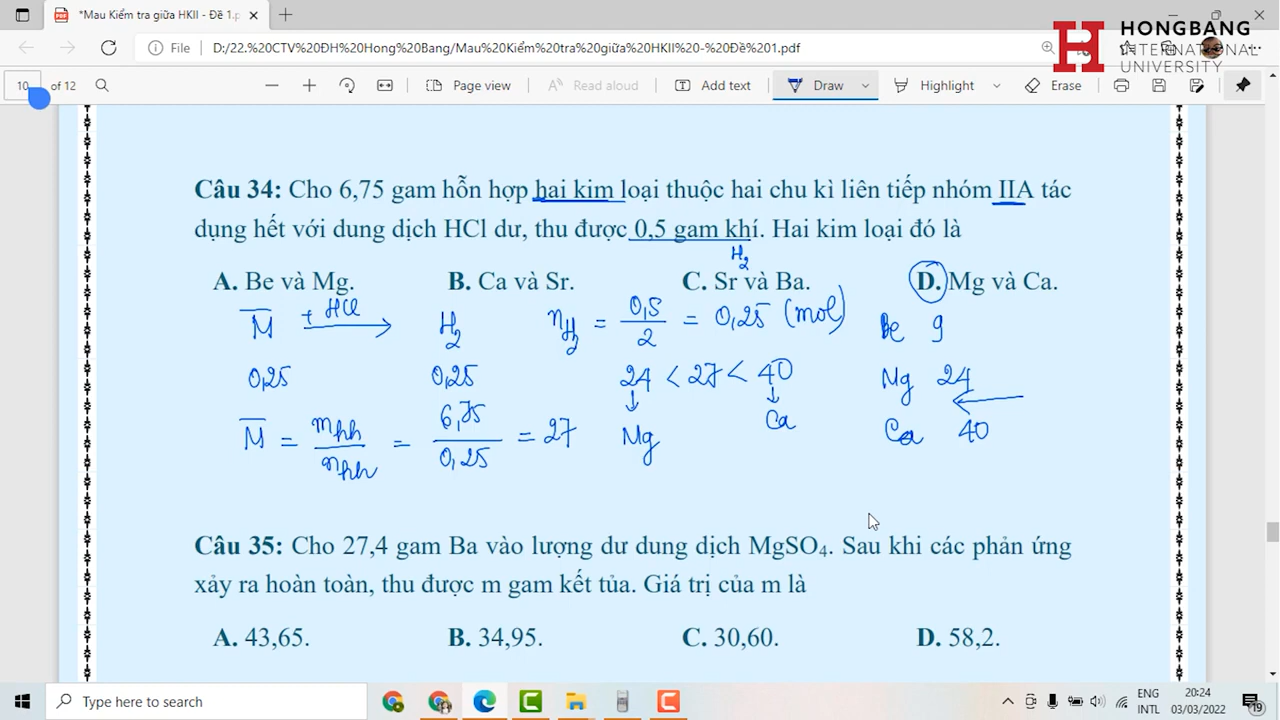 *Mau Kiểm tra giữa HKII - Đề 1.p
HONGBANG
INTERNATIONAL
UNIVERSITY
File D:/22.%20CTV%20ĐH%20Hong%20Bang/Mau%20Kiểm%20tra%20giữa%20HKII%20-%20Đề%201.pdf
10 of 12 Page view Read aloud Add text Draw Highlight Erase
Câu 34: Cho 6,75 gam hỗn hợp hai kim loại thuộc hai chu kì liên tiếp nhóm IIA tác
dụng hết với dung dịch HCl dư, thu được 0,5 gam khí. Hai kim loại đó là
H₂
A. Be và Mg. B. Ca và Sr. C. Sr và Ba. D. Mg và Ca.
M̅ + HCl → H₂ nH₂ = 0,5/2 = 0,25 (mol) Be 9
0,25 0,25 24 < 27 < 40 Mg 24
M̅ = mhh/nhh = 6,75/0,25 = 27 Mg Ca Ca 40
Câu 35: Cho 27,4 gam Ba vào lượng dư dung dịch MgSO₄. Sau khi các phản ứng
xảy ra hoàn toàn, thu được m gam kết tủa. Giá trị của m là
A. 43,65. B. 34,95. C. 30,60. D. 58,2.
Type here to search ENG 20:24
INTL 03/03/2022 19